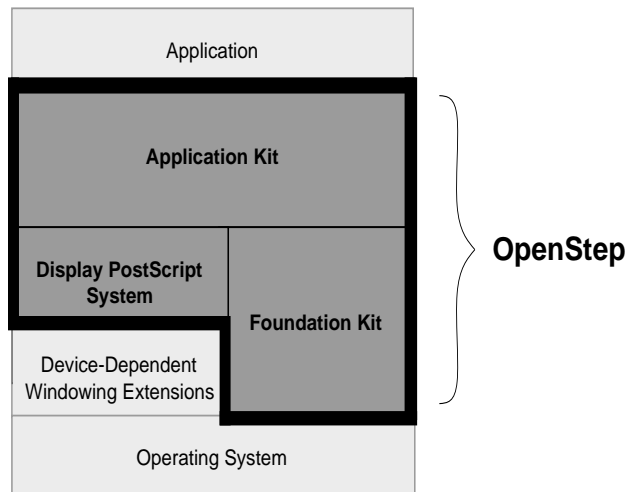 Application
Application Kit
Display PostScript
System
Foundation Kit
OpenStep
Device-Dependent
Windowing Extensions
Operating System